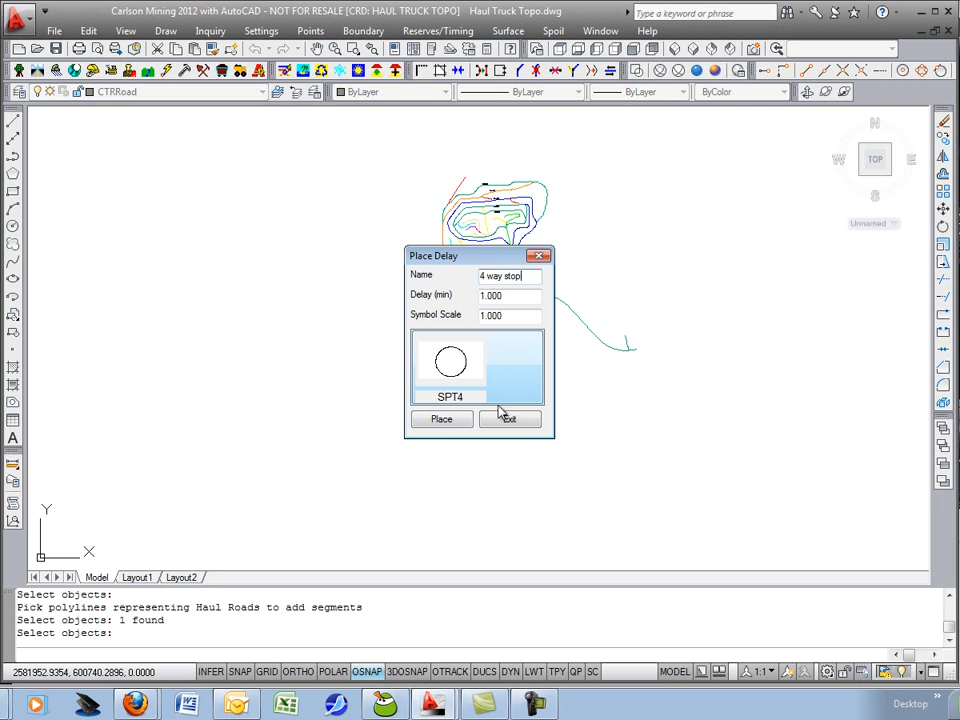 Carlson Mining 2012 with AutoCAD - NOT FOR RESALE [CRD: HAUL TRUCK TOPO] Haul Truck Topo.dwg
Type a keyword or phrase
File Edit View Draw Inquiry Settings Points Boundary Reserves/Timing Surface Spoil Window Help
CTRRoad ByLayer ByLayer ByLayer ByColor
N
W TOP E
S
Unnamed
Place Delay
Name 4 way stop
Delay (min) 1.000
Symbol Scale 1.000
SPT4
Place Exit
Y
X
Model Layout1 Layout2
Select objects:
Pick polylines representing Haul Roads to add segments
Select objects: 1 found
Select objects:
2581952.9354, 600740.2896, 0.0000 INFER SNAP GRID ORTHO POLAR OSNAP 3DOSNAP OTRACK DUCS DYN LWT TPY QP SC MODEL 1:1
Desktop